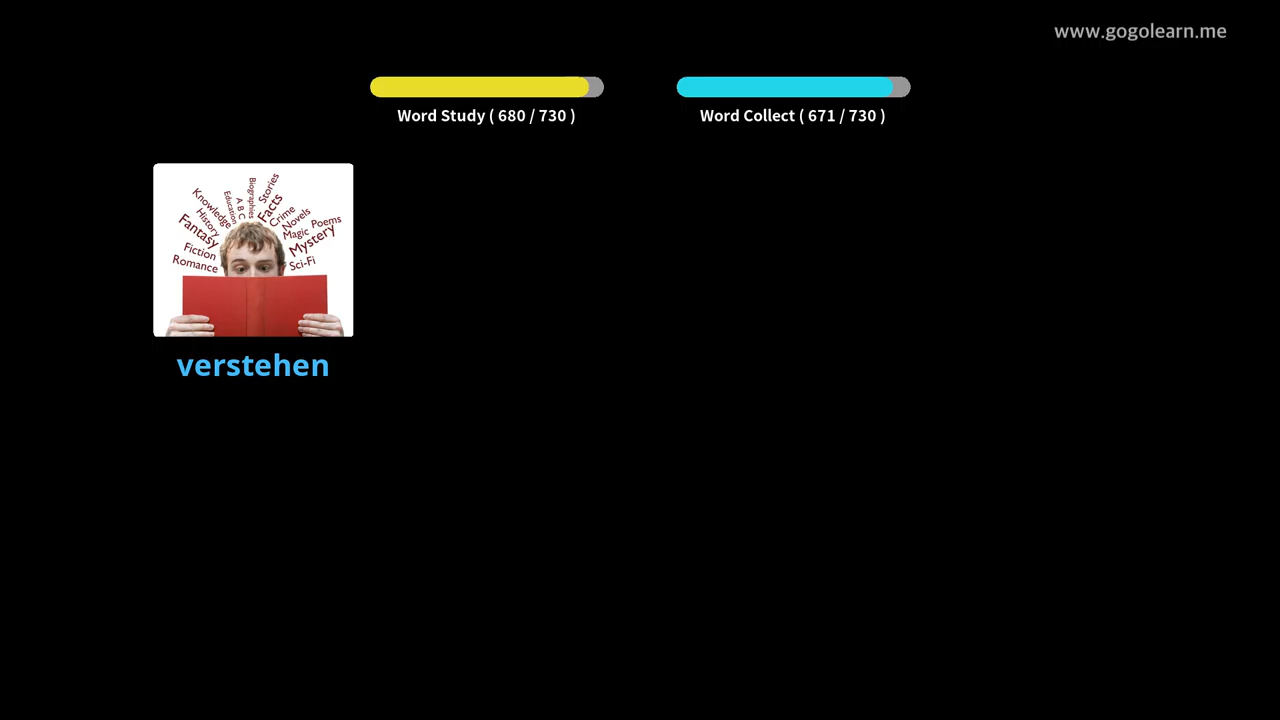 www.gogolearn.me
Word Study ( 680 / 730 )
Word Collect ( 671 / 730 )
Stories
Biographies
Facts
A B C
Education
Knowledge
Crime
History
Novels
Fantasy
Poems
Magic
Mystery
Fiction
Romance
Sci-Fi
verstehen